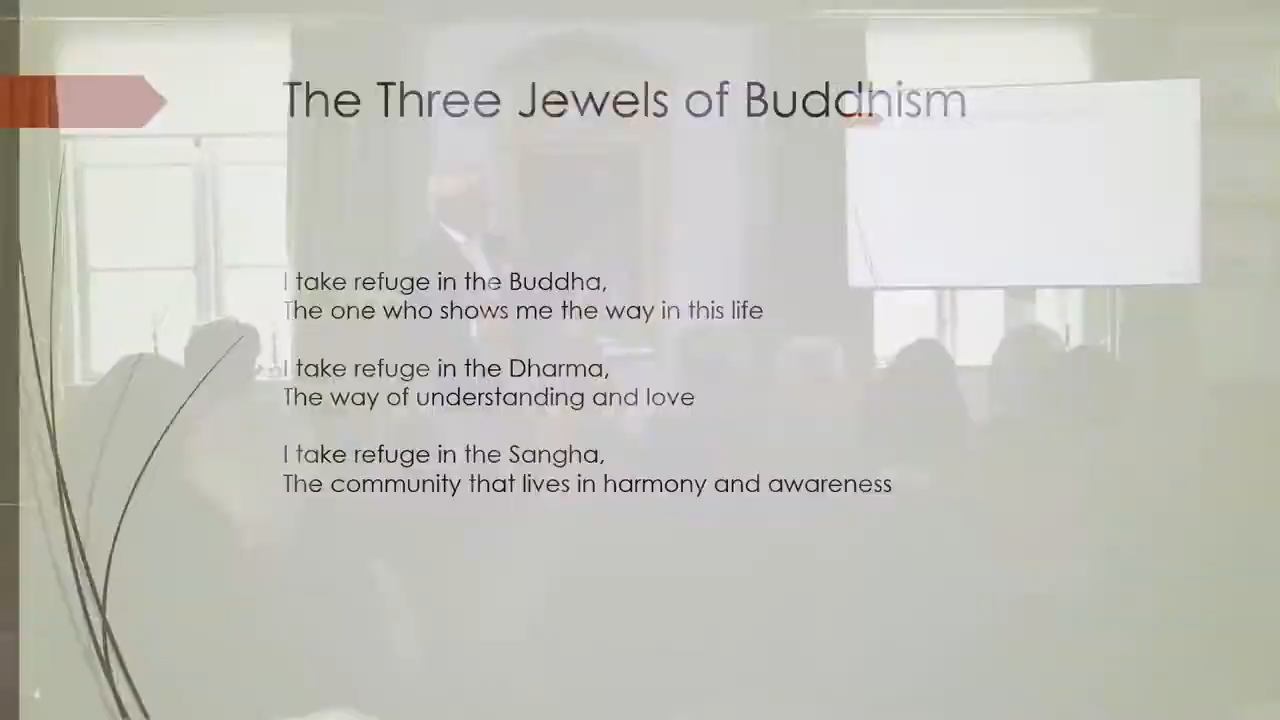 The Three Jewels of Buddhism
I take refuge in the Buddha,
The one who shows me the way in this life
I take refuge in the Dharma,
The way of understanding and love
I take refuge in the Sangha,
The community that lives in harmony and awareness